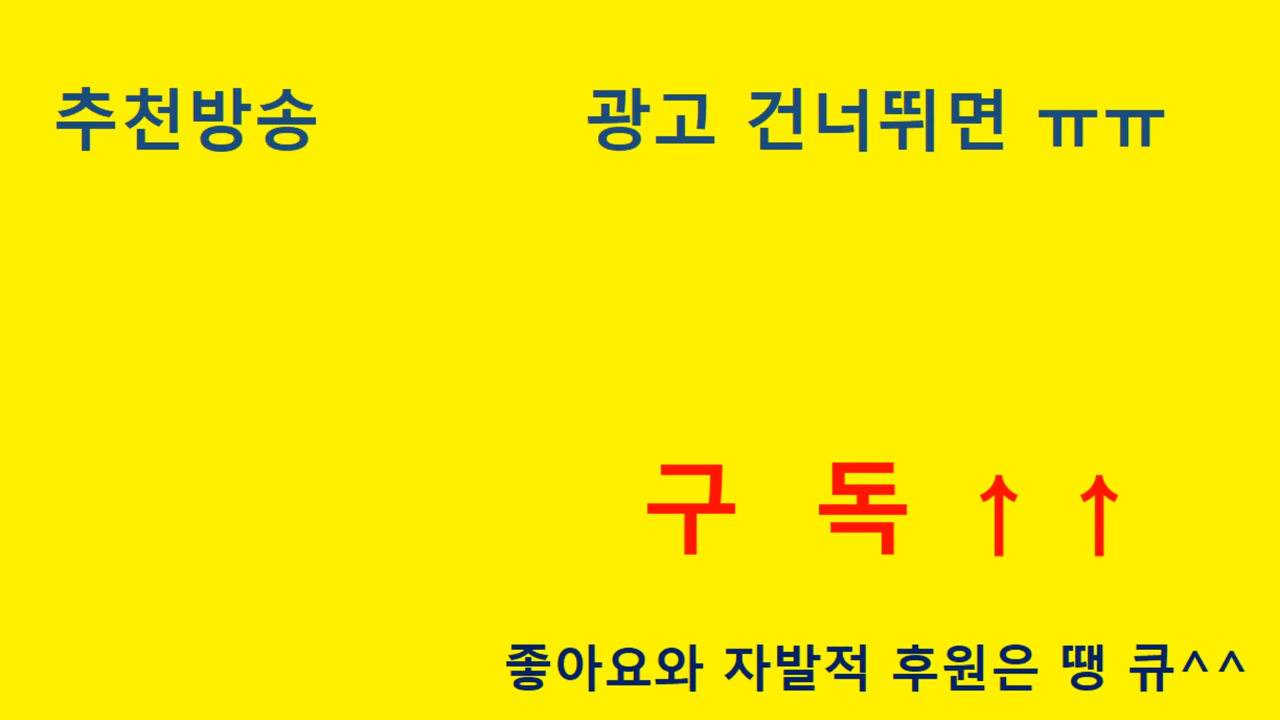 추천방송
광고 건너뛰면 ㅠㅠ
구 독 ↑ ↑
좋아요와 자발적 후원은 땡 큐^^